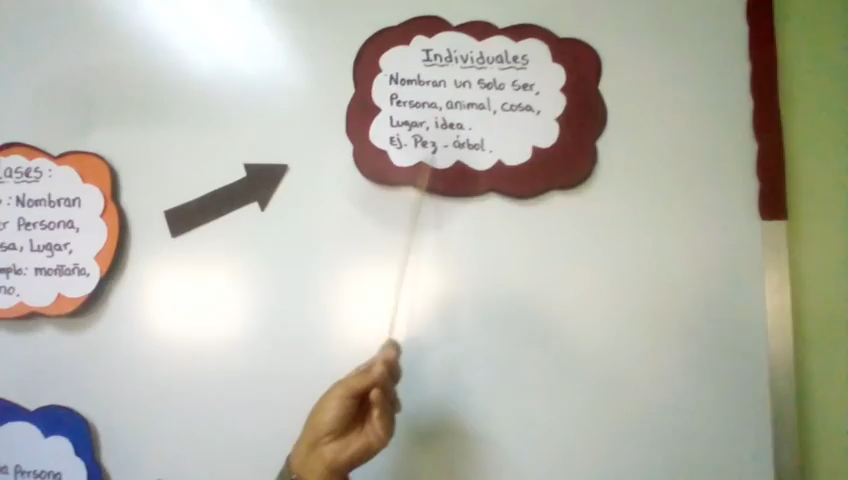 Individuales
Nombran un solo ser,
Persona, animal, cosa,
Lugar, idea.
Ej. Pez - árbol.
ases:
: Nombran
r Persona,
sa, Lugar,
mplo: montaña,
no.
a Persona